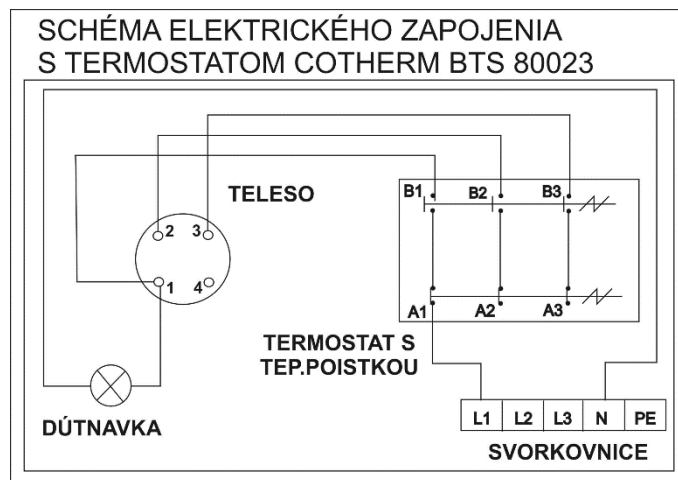 SCHÉMA ELEKTRICKÉHO ZAPOJENIA
S TERMOSTATOM COTHERM BTS 80023
B1 B2 B3
TELESO
2 3
1 4
A1 A2 A3
TERMOSTAT S
TEP.POISTKOU
L1 L2 L3 N PE
DÚTNAVKA
SVORKOVNICE